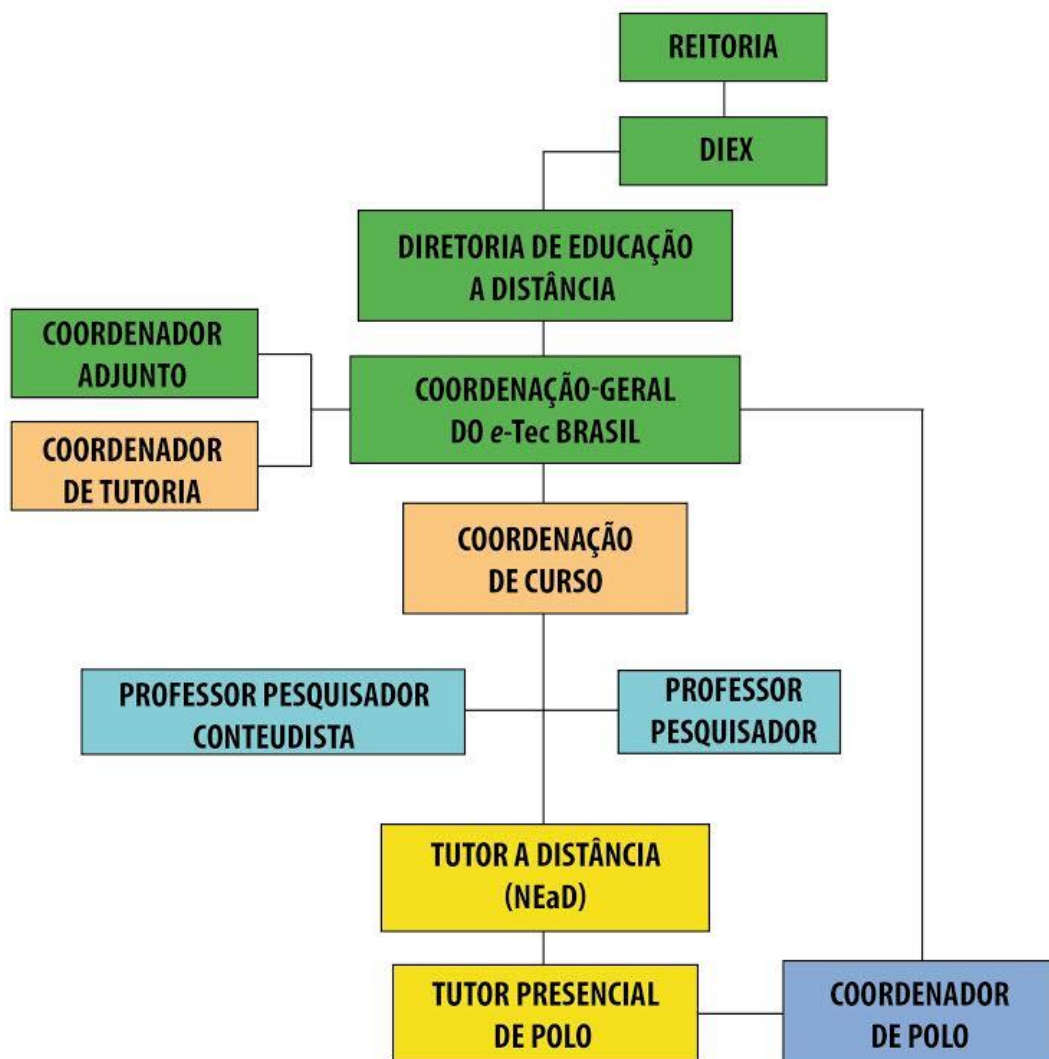 REITORIA
DIEX
DIRETORIA DE EDUCAÇÃO
A DISTÂNCIA
COORDENADOR
ADJUNTO
COORDENAÇÃO-GERAL
DO e-Tec BRASIL
COORDENADOR
DE TUTORIA
COORDENAÇÃO
DE CURSO
PROFESSOR PESQUISADOR
CONTEUDISTA
PROFESSOR
PESQUISADOR
TUTOR A DISTÂNCIA
(NEaD)
TUTOR PRESENCIAL
DE POLO
COORDENADOR
DE POLO